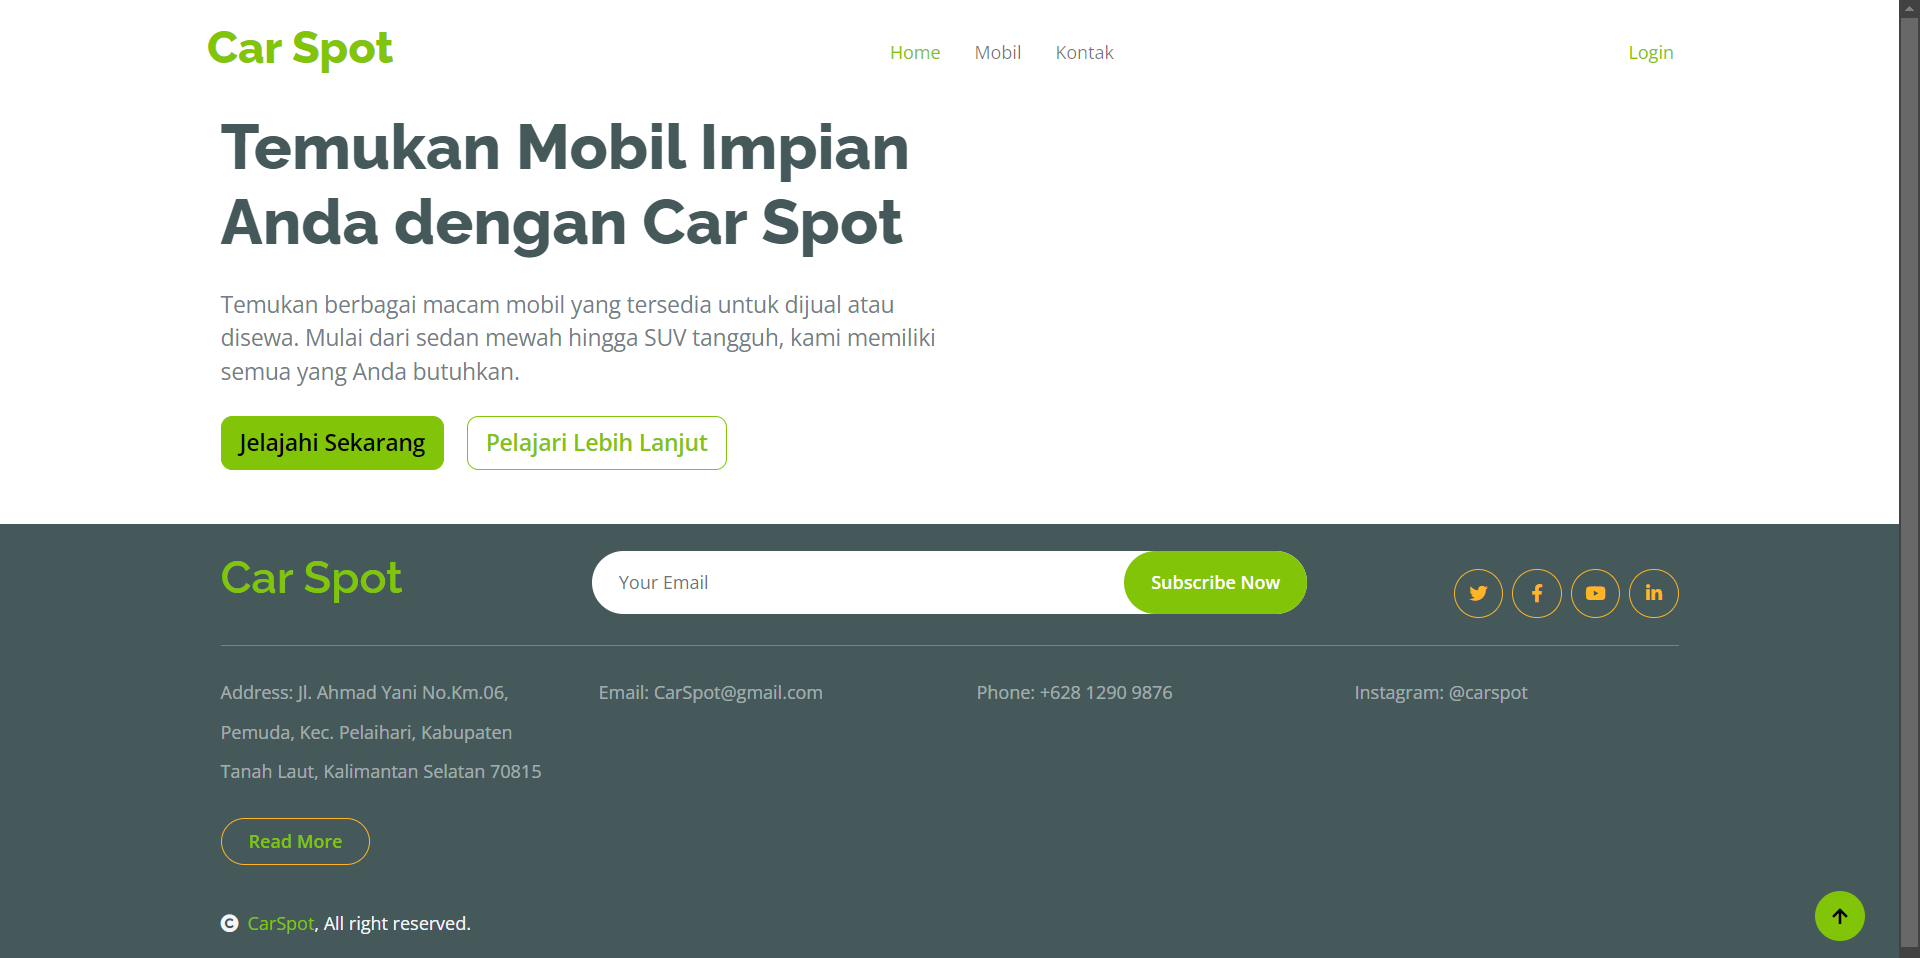 Car Spot
Home Mobil Kontak Login
Temukan Mobil Impian
Anda dengan Car Spot
Temukan berbagai macam mobil yang tersedia untuk dijual atau
disewa. Mulai dari sedan mewah hingga SUV tangguh, kami memiliki
semua yang Anda butuhkan.
Jelajahi Sekarang Pelajari Lebih Lanjut
Car Spot
Your Email Subscribe Now
Address: Jl. Ahmad Yani No.Km.06,
Pemuda, Kec. Pelaihari, Kabupaten
Tanah Laut, Kalimantan Selatan 70815
Email: CarSpot@gmail.com
Phone: +628 1290 9876
Instagram: @carspot
Read More
© CarSpot, All right reserved.